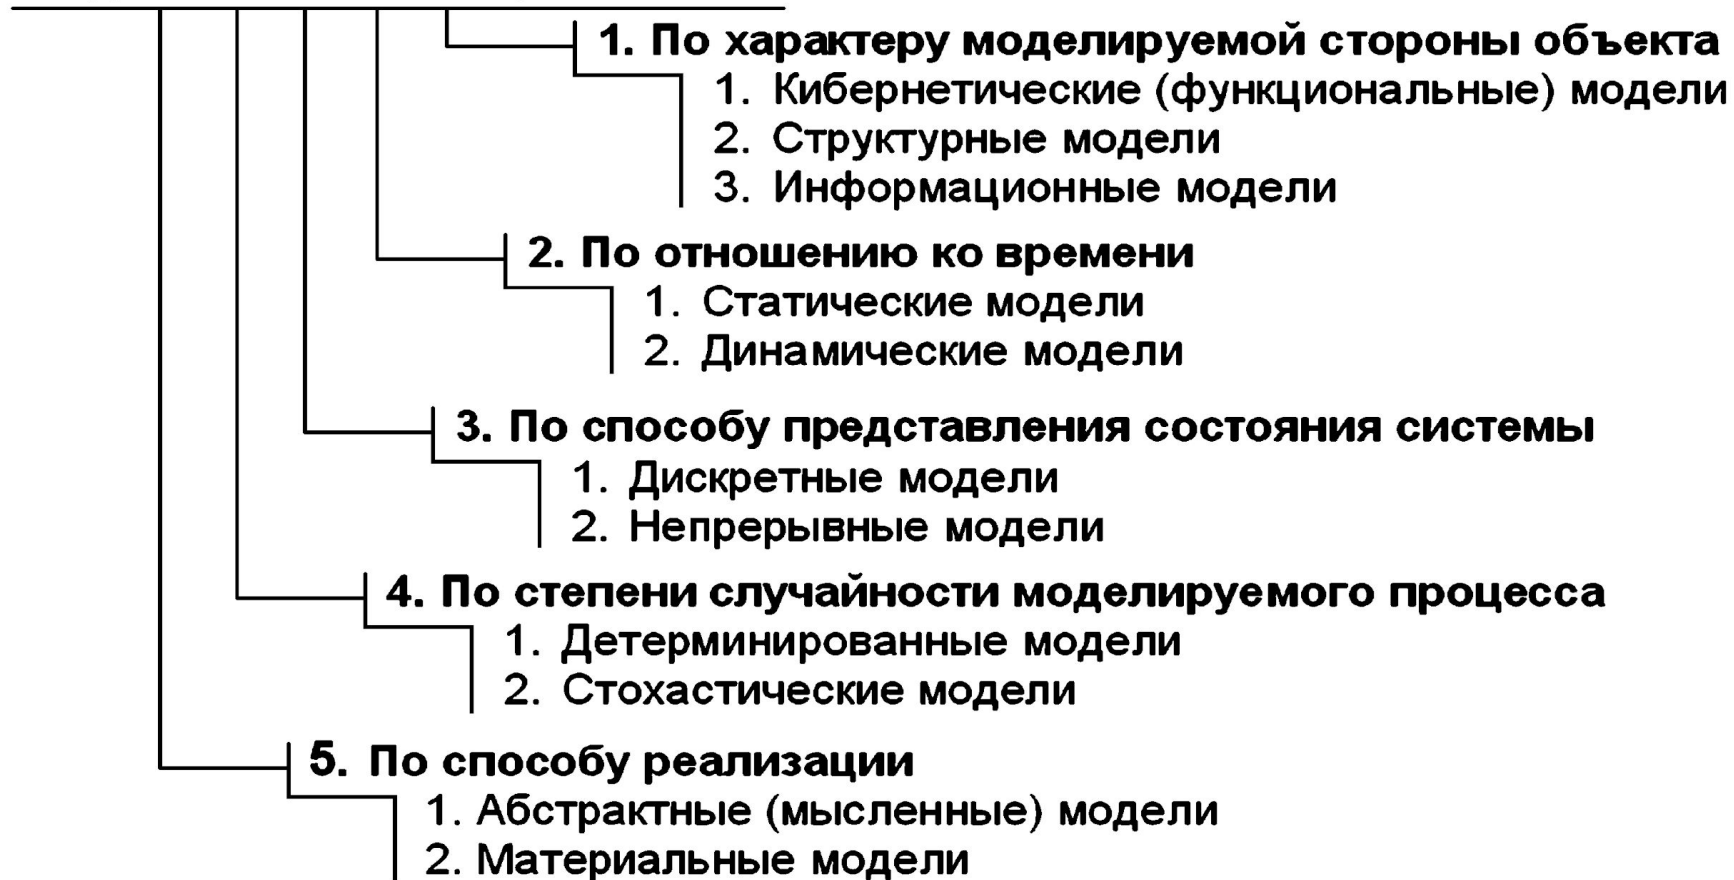 1. По характеру моделируемой стороны объекта
1. Кибернетические (функциональные) модели
2. Структурные модели
3. Информационные модели
2. По отношению ко времени
1. Статические модели
2. Динамические модели
3. По способу представления состояния системы
1. Дискретные модели
2. Непрерывные модели
4. По степени случайности моделируемого процесса
1. Детерминированные модели
2. Стохастические модели
5. По способу реализации
1. Абстрактные (мысленные) модели
2. Материальные модели